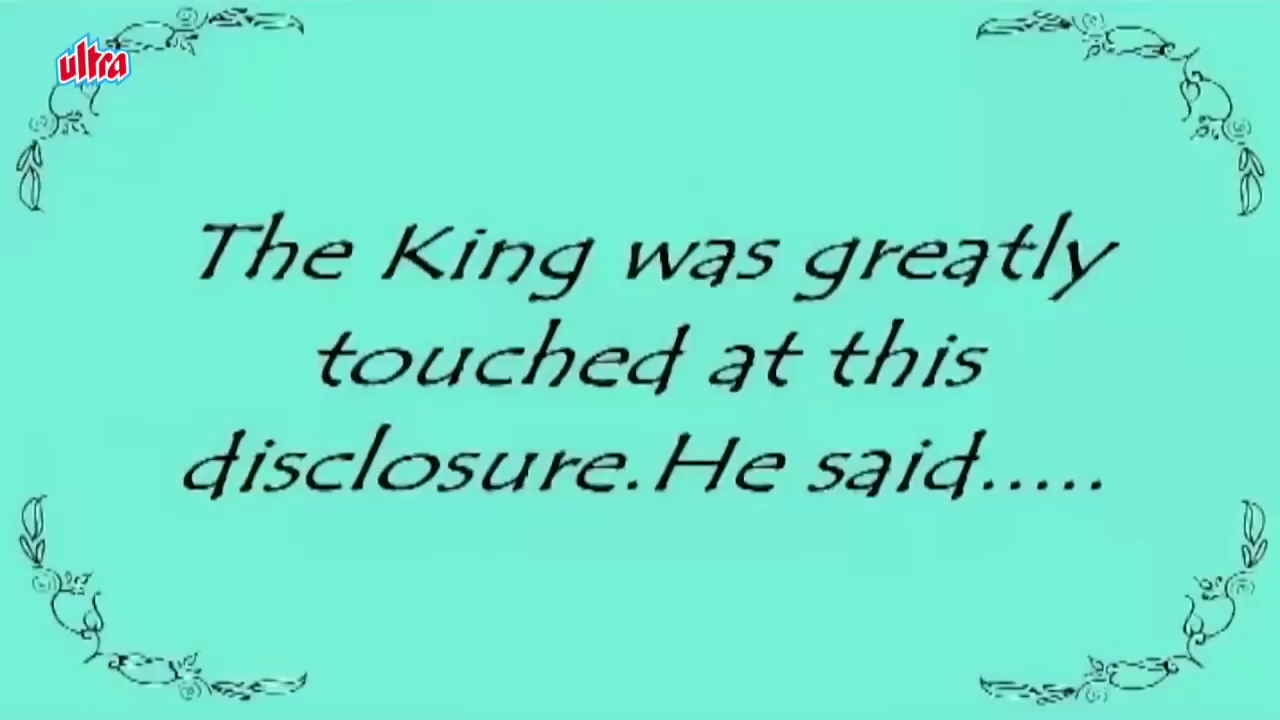 ultra
The King was greatly
touched at this
disclosure.He said.....